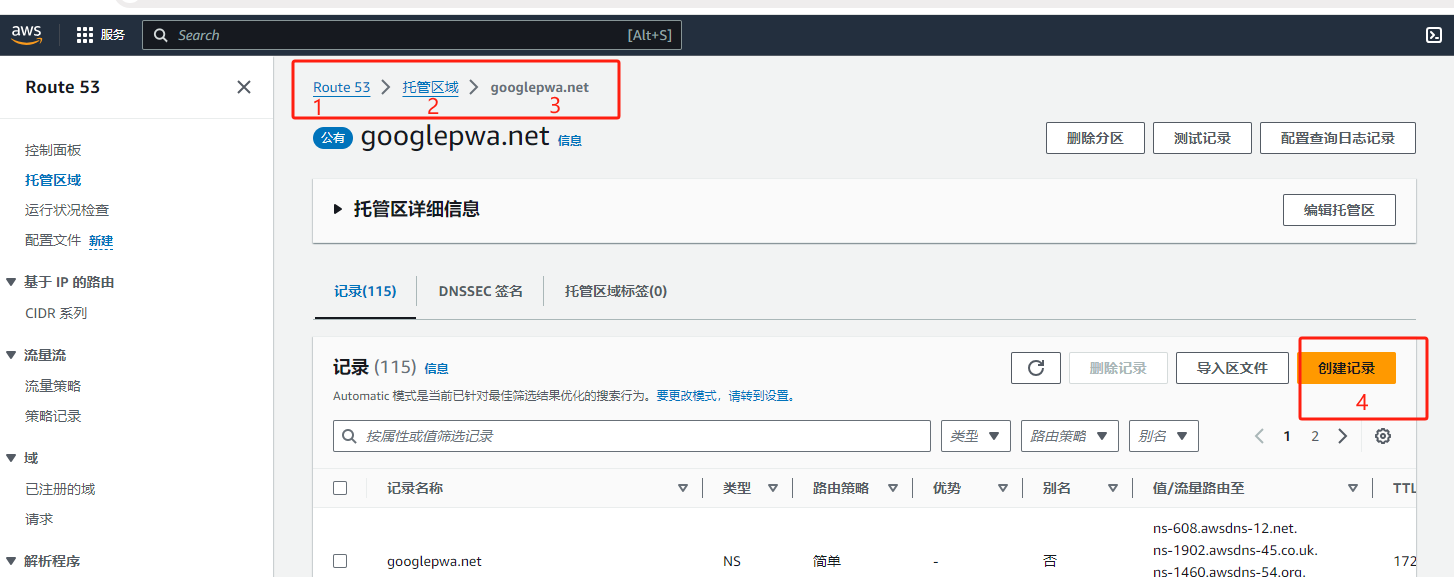 aws 服务 Search [Alt+S]
Route 53
控制面板
托管区域
运行状况检查
配置文件 新建
基于 IP 的路由
CIDR 系列
流量流
流量策略
策略记录
域
已注册的域
请求
解析程序
Route 53 托管区域 googlepwa.net
1 2 3
公有 googlepwa.net 信息
删除分区 测试记录 配置查询日志记录
托管区详细信息 编辑托管区
记录(115) DNSSEC 签名 托管区域标签(0)
记录 (115) 信息 删除记录 导入区文件 创建记录
Automatic 模式是当前已针对最佳筛选结果优化的搜索行为。要更改模式，请转到设置。
4
按属性或值筛选记录 类型 路由策略 别名 1 2
记录名称 类型 路由策略 优势 别名 值/流量路由至 TTL
ns-608.awsdns-12.net.
ns-1902.awsdns-45.co.uk.
googlepwa.net NS 简单 - 否 172
ns-1460.awsdns-54.org.